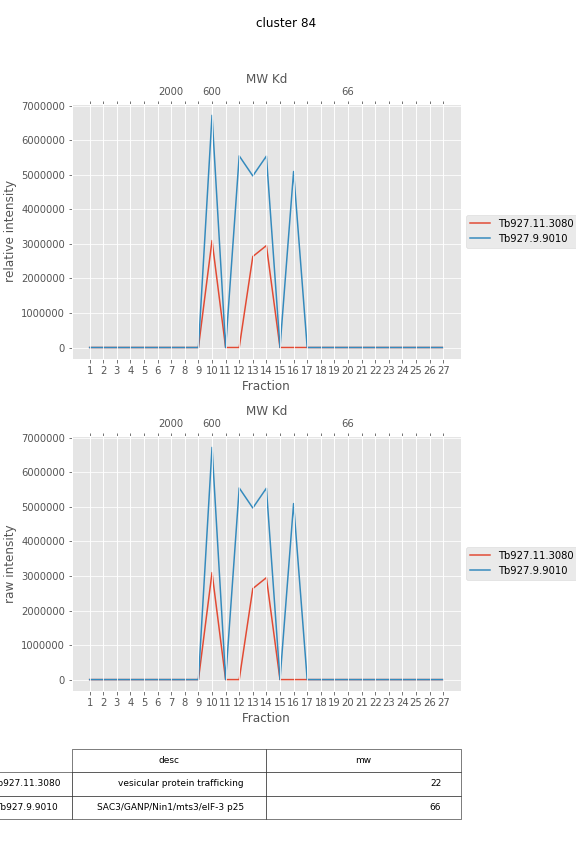 cluster 84
MW Kd
2000 600 66
7000000
6000000
5000000
4000000
3000000
2000000
1000000
0
relative intensity
1 2 3 4 5 6 7 8 9 10 11 12 13 14 15 16 17 18 19 20 21 22 23 24 25 26 27
Fraction
Tb927.11.3080
Tb927.9.9010
MW Kd
2000 600 66
7000000
6000000
5000000
4000000
3000000
2000000
1000000
0
raw intensity
1 2 3 4 5 6 7 8 9 10 11 12 13 14 15 16 17 18 19 20 21 22 23 24 25 26 27
Fraction
Tb927.11.3080
Tb927.9.9010
desc mw
b927.11.3080 vesicular protein trafficking 22
b927.9.9010 SAC3/GANP/Nin1/mts3/eIF-3 p25 66